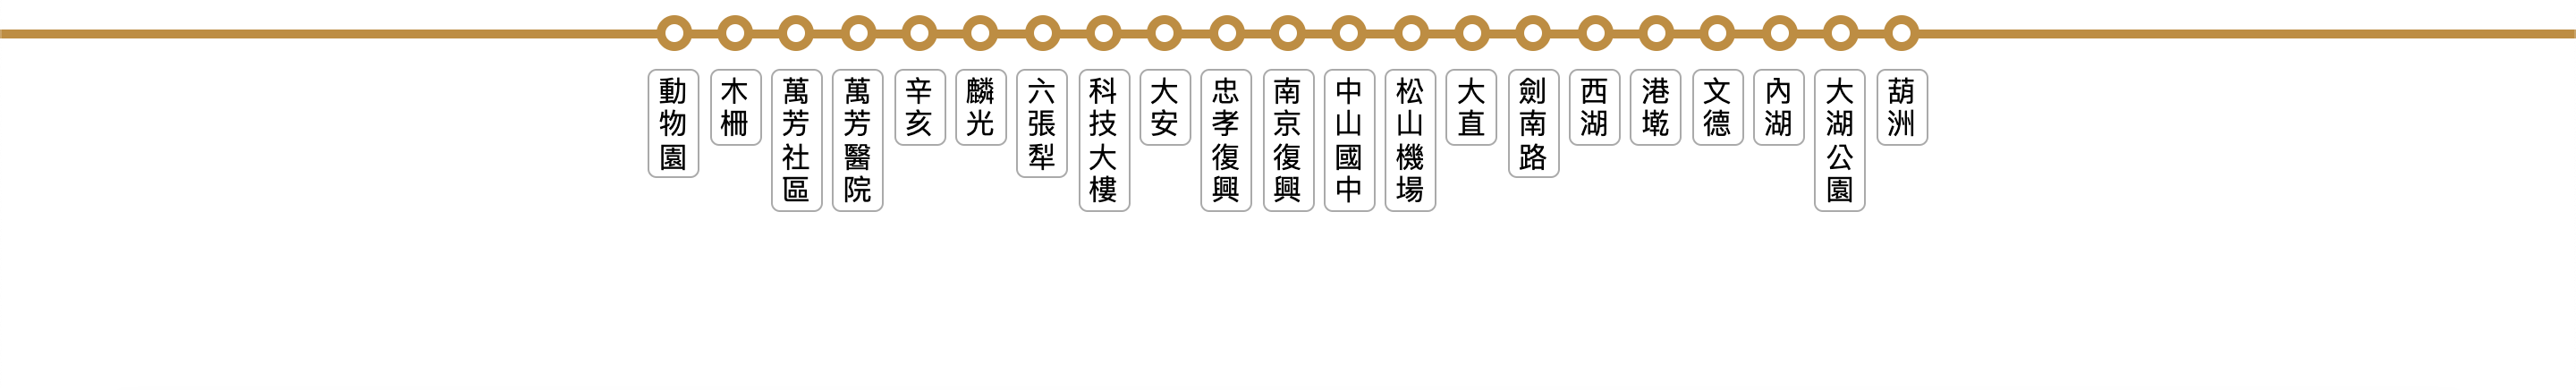 動物園
木柵
萬芳社區
萬芳醫院
辛亥
麟光
六張犁
科技大樓
大安
忠孝復興
南京復興
中山國中
松山機場
大直
劍南路
西湖
港墘
文德
內湖
大湖公園
葫洲